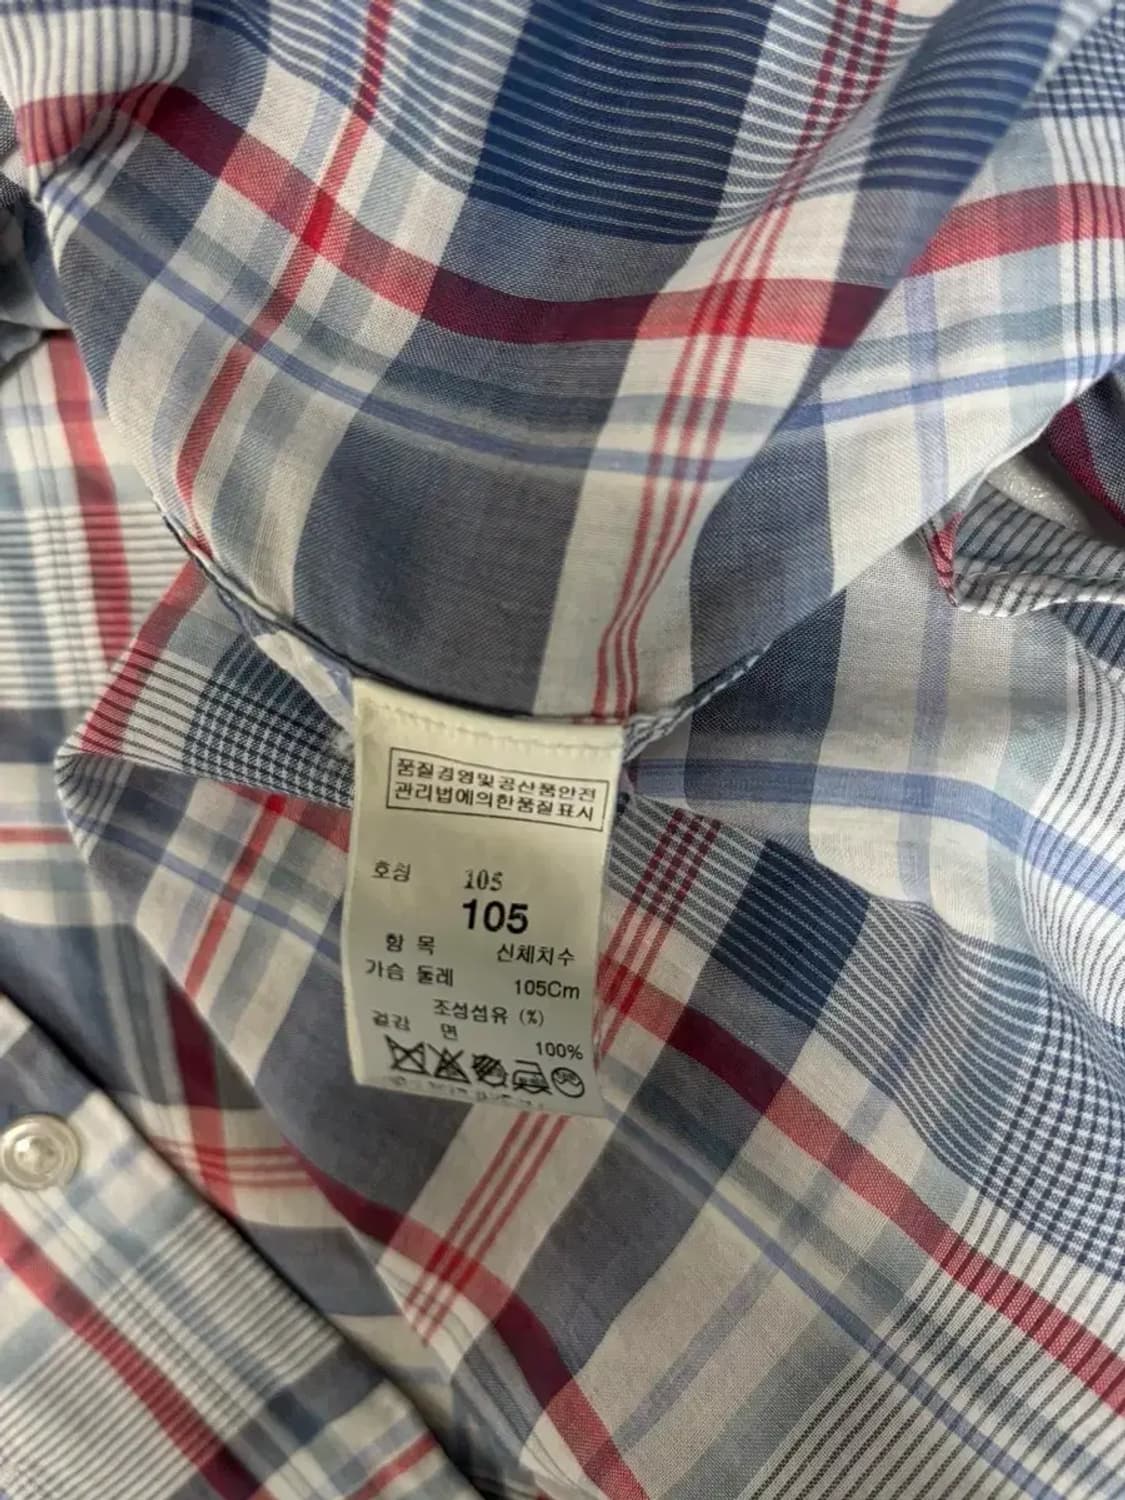 품질경영및공산품안전
관리법에의한품질표시
호칭 105
105
항 목 신체치수
가슴 둘레 105Cm
조성섬유 (%)
겉감 면 100%